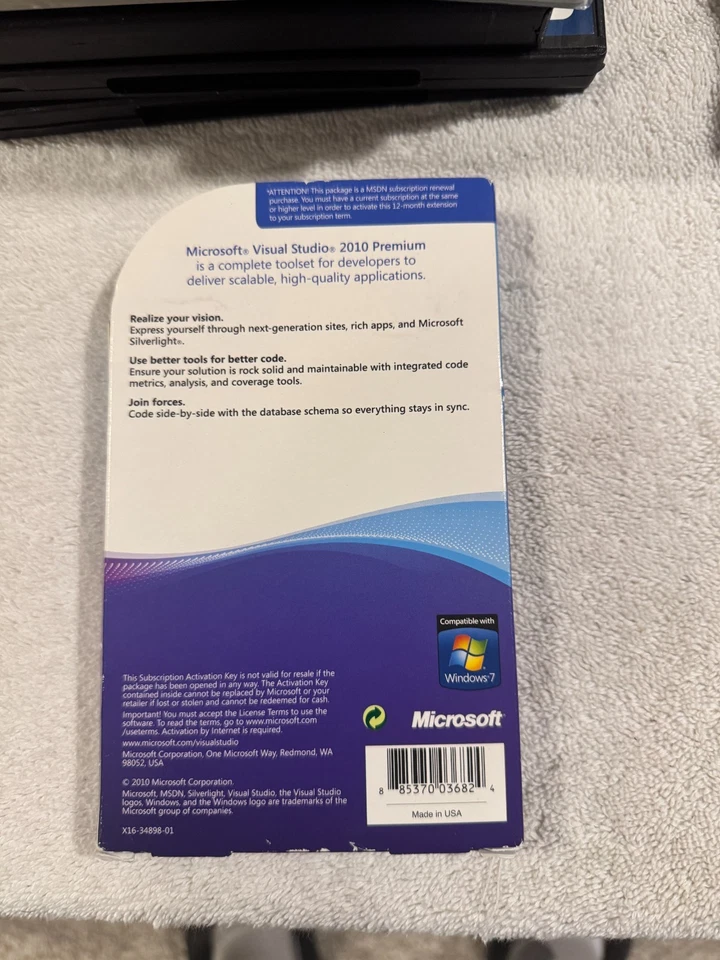 *ATTENTION! This package is a MSDN subscription renewal
purchase. You must have a current subscription at the same
or higher level in order to activate this 12-month extension
to your subscription term.
Microsoft® Visual Studio® 2010 Premium
is a complete toolset for developers to
deliver scalable, high-quality applications.
Realize your vision.
Express yourself through next-generation sites, rich apps, and Microsoft
Silverlight®.
Use better tools for better code.
Ensure your solution is rock solid and maintainable with integrated code
metrics, analysis, and coverage tools.
Join forces.
Code side-by-side with the database schema so everything stays in sync.
Compatible with
Windows®7
This Subscription Activation Key is not valid for resale if the
package has been opened in any way. The Activation Key
contained inside cannot be replaced by Microsoft or your
retailer if lost or stolen and cannot be redeemed for cash.
Important! You must accept the License Terms to use the
software. To read the terms, go to www.microsoft.com
/useterms. Activation by Internet is required.
www.microsoft.com/visualstudio
Microsoft Corporation, One Microsoft Way, Redmond, WA
98052, USA
© 2010 Microsoft Corporation.
Microsoft, MSDN, Silverlight, Visual Studio, the Visual Studio
logos, Windows, and the Windows logo are trademarks of the
Microsoft group of companies.
X16-34898-01
Microsoft®
8 85370 03682 4
Made in USA